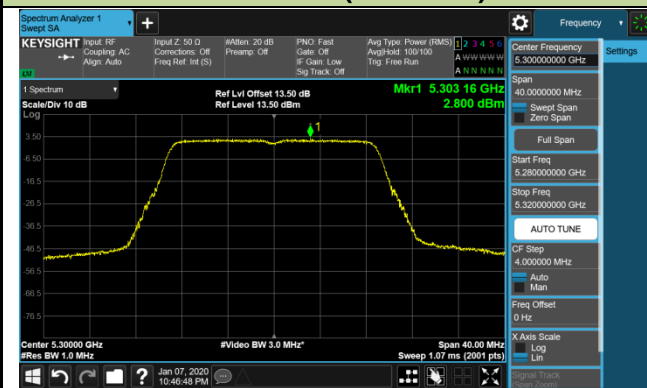 Spectrum Analyzer 1
Swept SA
Frequency
KEYSIGHT
Input: RF
Coupling: AC
Align: Auto
Input Z: 50 Ω
Corrections: Off
Freq Ref: Int (S)
#Atten: 20 dB
Preamp: Off
PNO: Fast
Gate: Off
IF Gain: Low
Sig Track: Off
Avg Type: Power (RMS)
Avg|Hold: 100/100
Trig: Free Run
1 2 3 4 5 6
A W W W W W
A N N N N N
1 Spectrum
Scale/Div 10 dB
Log
Ref Lvl Offset 13.50 dB
Ref Level 13.50 dBm
Mkr1 5.303 16 GHz
2.800 dBm
1
3.50
-6.50
-16.5
-26.5
-36.5
-46.5
-56.5
-66.5
-76.5
Center 5.30000 GHz
#Res BW 1.0 MHz
#Video BW 3.0 MHz*
Span 40.00 MHz
Sweep 1.07 ms (2001 pts)
Jan 07, 2020
10:46:48 PM
Center Frequency
5.300000000 GHz
Settings
Span
40.0000000 MHz
Swept Span
Zero Span
Full Span
Start Freq
5.280000000 GHz
Stop Freq
5.320000000 GHz
AUTO TUNE
CF Step
4.000000 MHz
Auto
Man
Freq Offset
0 Hz
X Axis Scale
Log
Lin
Signal Track
(Span Zoom)